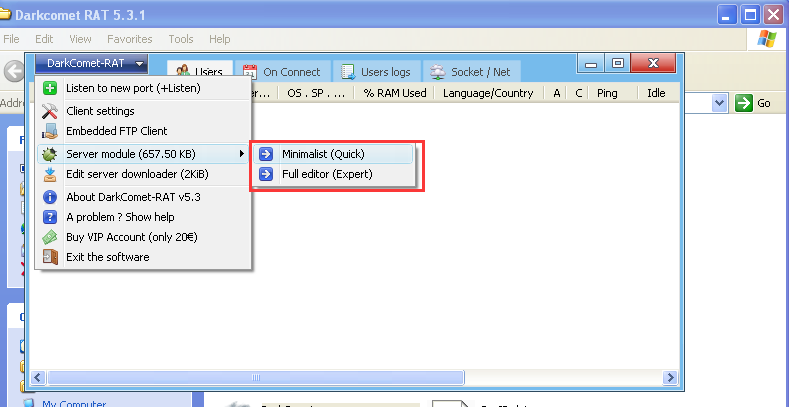 Darkcomet RAT 5.3.1
File Edit View Favorites Tools Help
DarkComet-RAT
Users On Connect Users logs Socket / Net
er... OS . SP . ... % RAM Used Language/Country A C Ping Idle
Go
Listen to new port (+Listen)
Client settings
Embedded FTP Client
Server module (657.50 KB)
Minimalist (Quick)
Edit server downloader (2KiB)
Full editor (Expert)
About DarkComet-RAT v5.3
A problem ? Show help
Buy VIP Account (only 20€)
Exit the software
My Computer